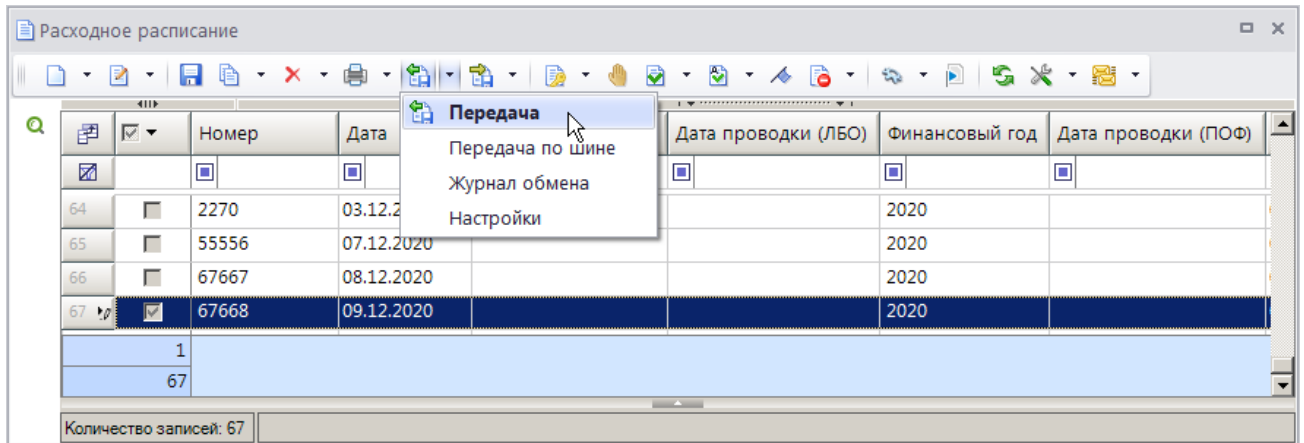 Расходное расписание
Передача
Передача по шине
Журнал обмена
Настройки
Номер Дата Дата проводки (ЛБО) Финансовый год Дата проводки (ПОФ)
64 2270 03.12.2 2020
65 55556 07.12.2020 2020
66 67667 08.12.2020 2020
67 67668 09.12.2020 2020
1
67
Количество записей: 67